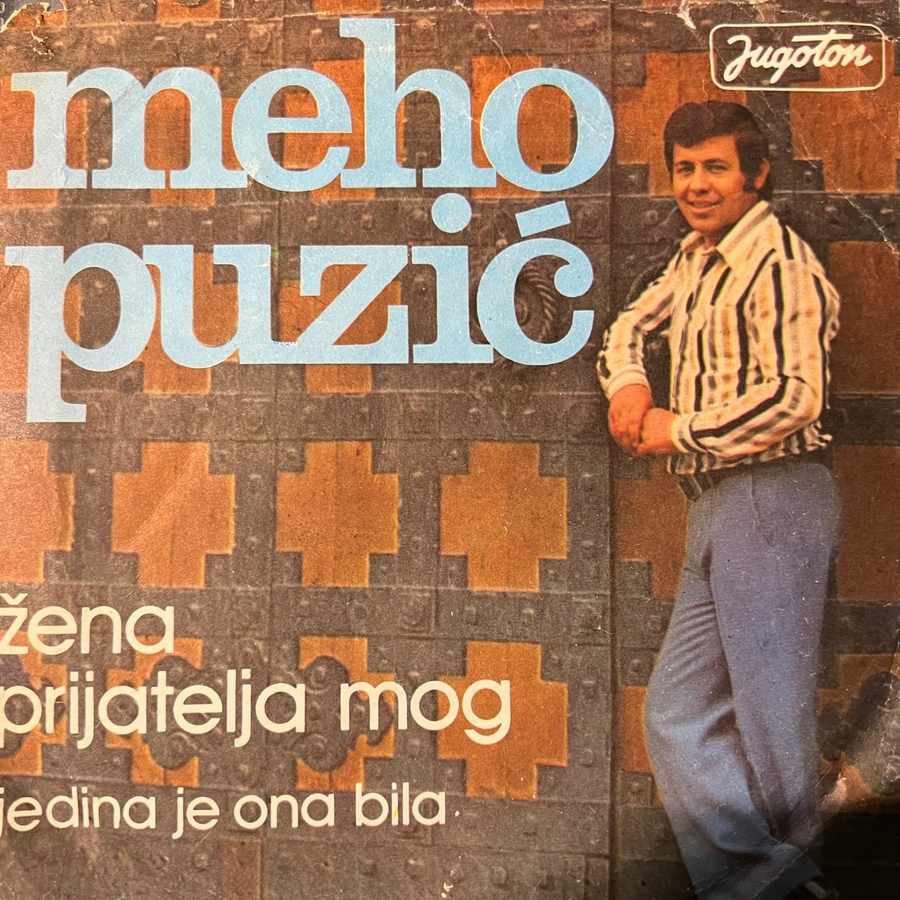 meho
Jugoton
puzić
žena
prijatelja mog
jedina je ona bila